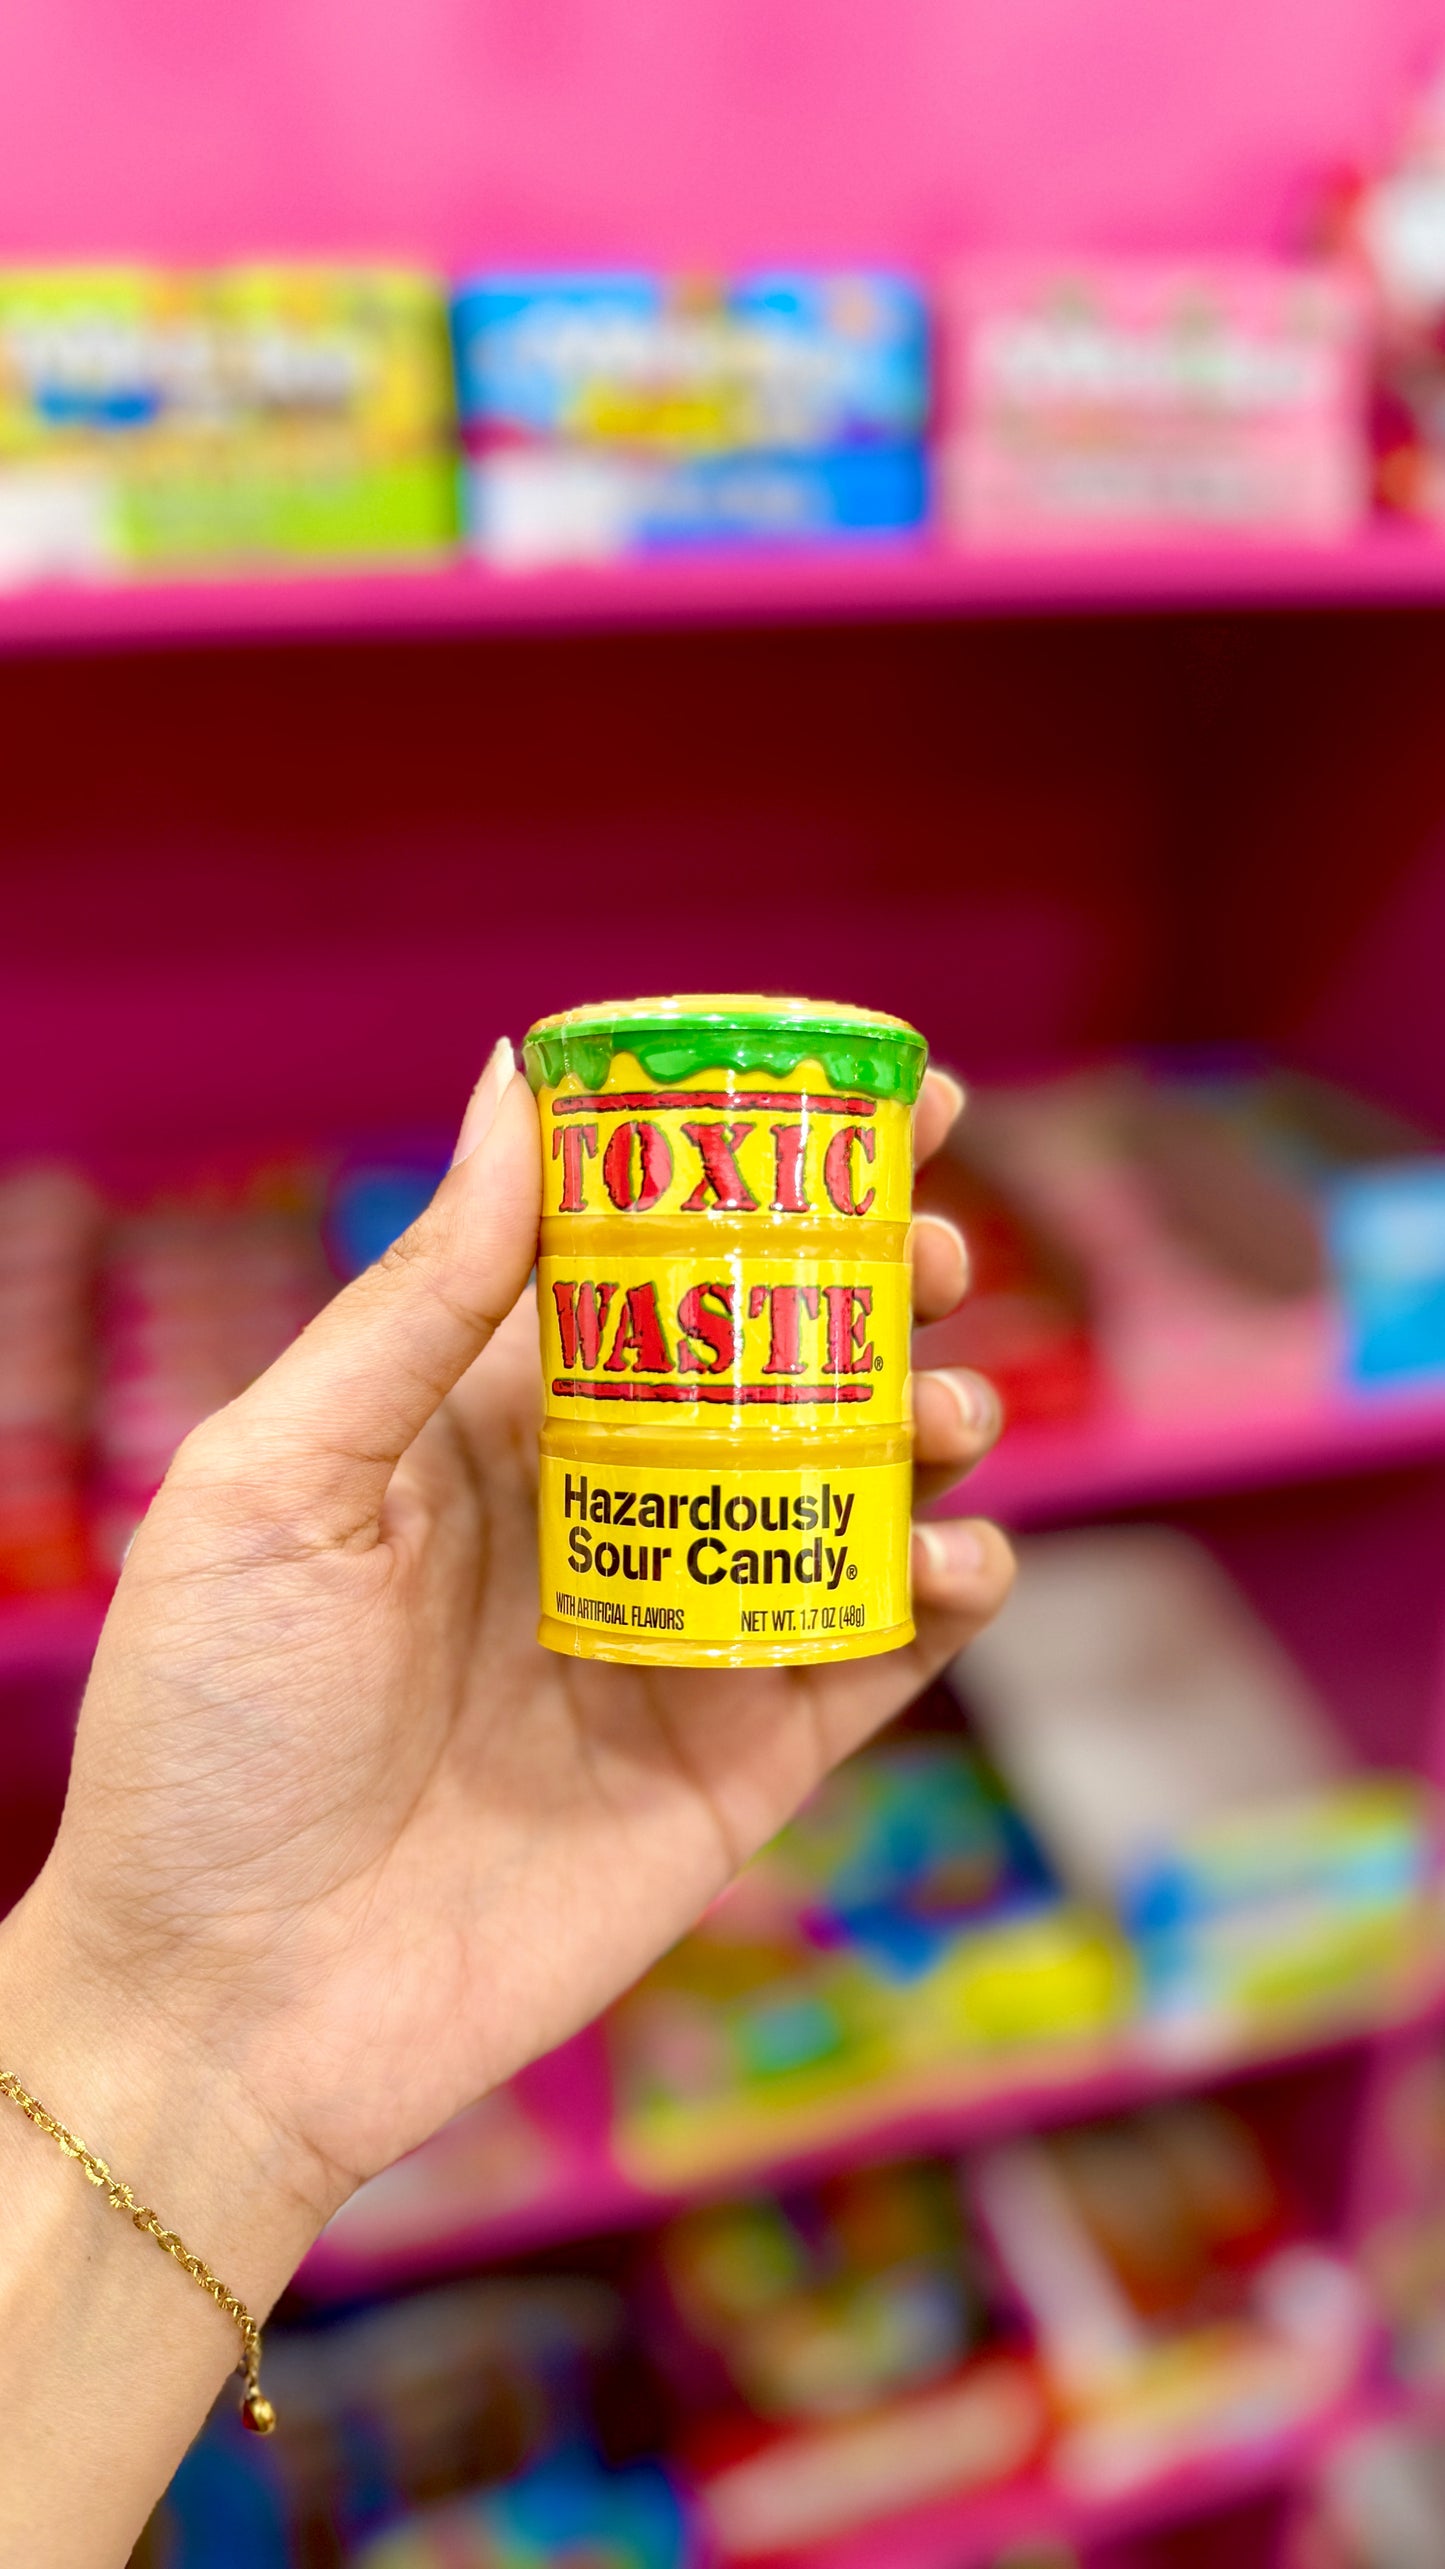 TOXIC
WASTE®
Hazardously
Sour Candy®
WITH ARTIFICIAL FLAVORS NET WT. 1.7 OZ (48g)